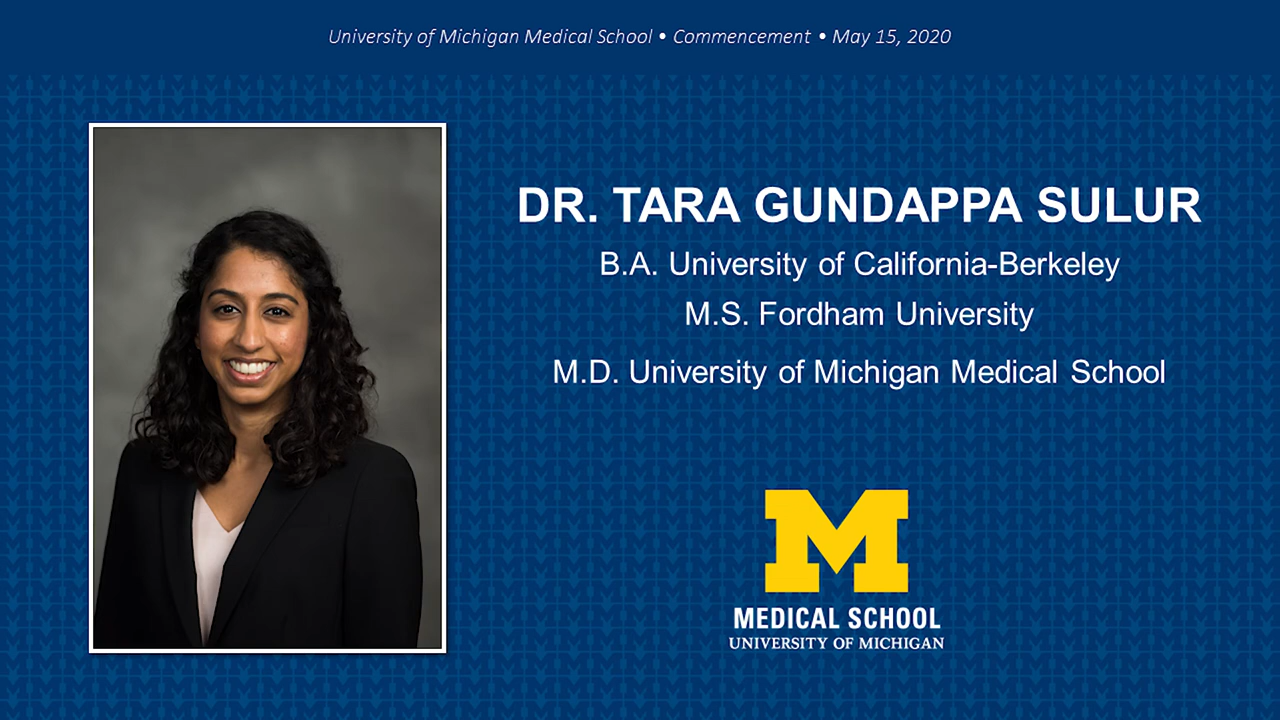 University of Michigan Medical School • Commencement • May 15, 2020
DR. TARA GUNDAPPA SULUR
B.A. University of California-Berkeley
M.S. Fordham University
M.D. University of Michigan Medical School
M
MEDICAL SCHOOL
UNIVERSITY OF MICHIGAN